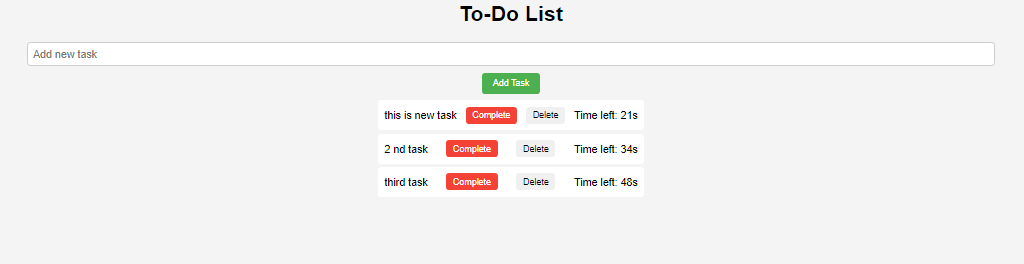 To-Do List
Add new task
Add Task
this is new task Complete Delete Time left: 21s
2 nd task Complete Delete Time left: 34s
third task Complete Delete Time left: 48s